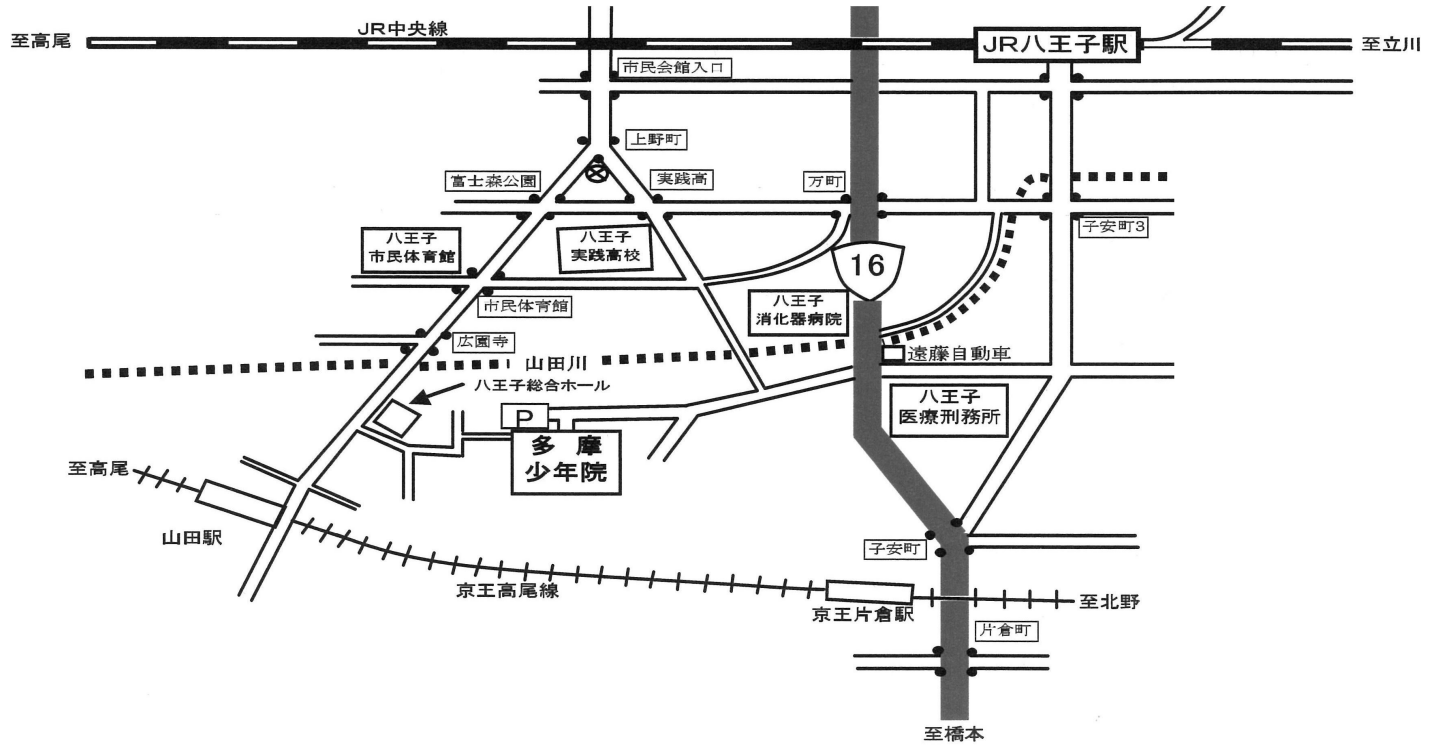 JR中央線
至高尾
JR八王子駅
至立川
市民会館入口
上野町
富士森公園
実践高
万町
子安町3
八王子
市民体育館
八王子
実践高校
16
八王子
消化器病院
市民体育館
広園寺
山田川
遠藤自動車
八王子総合ホール
P
八王子
医療刑務所
多摩
少年院
至高尾
山田駅
子安町
京王高尾線
京王片倉駅
至北野
片倉町
至橋本